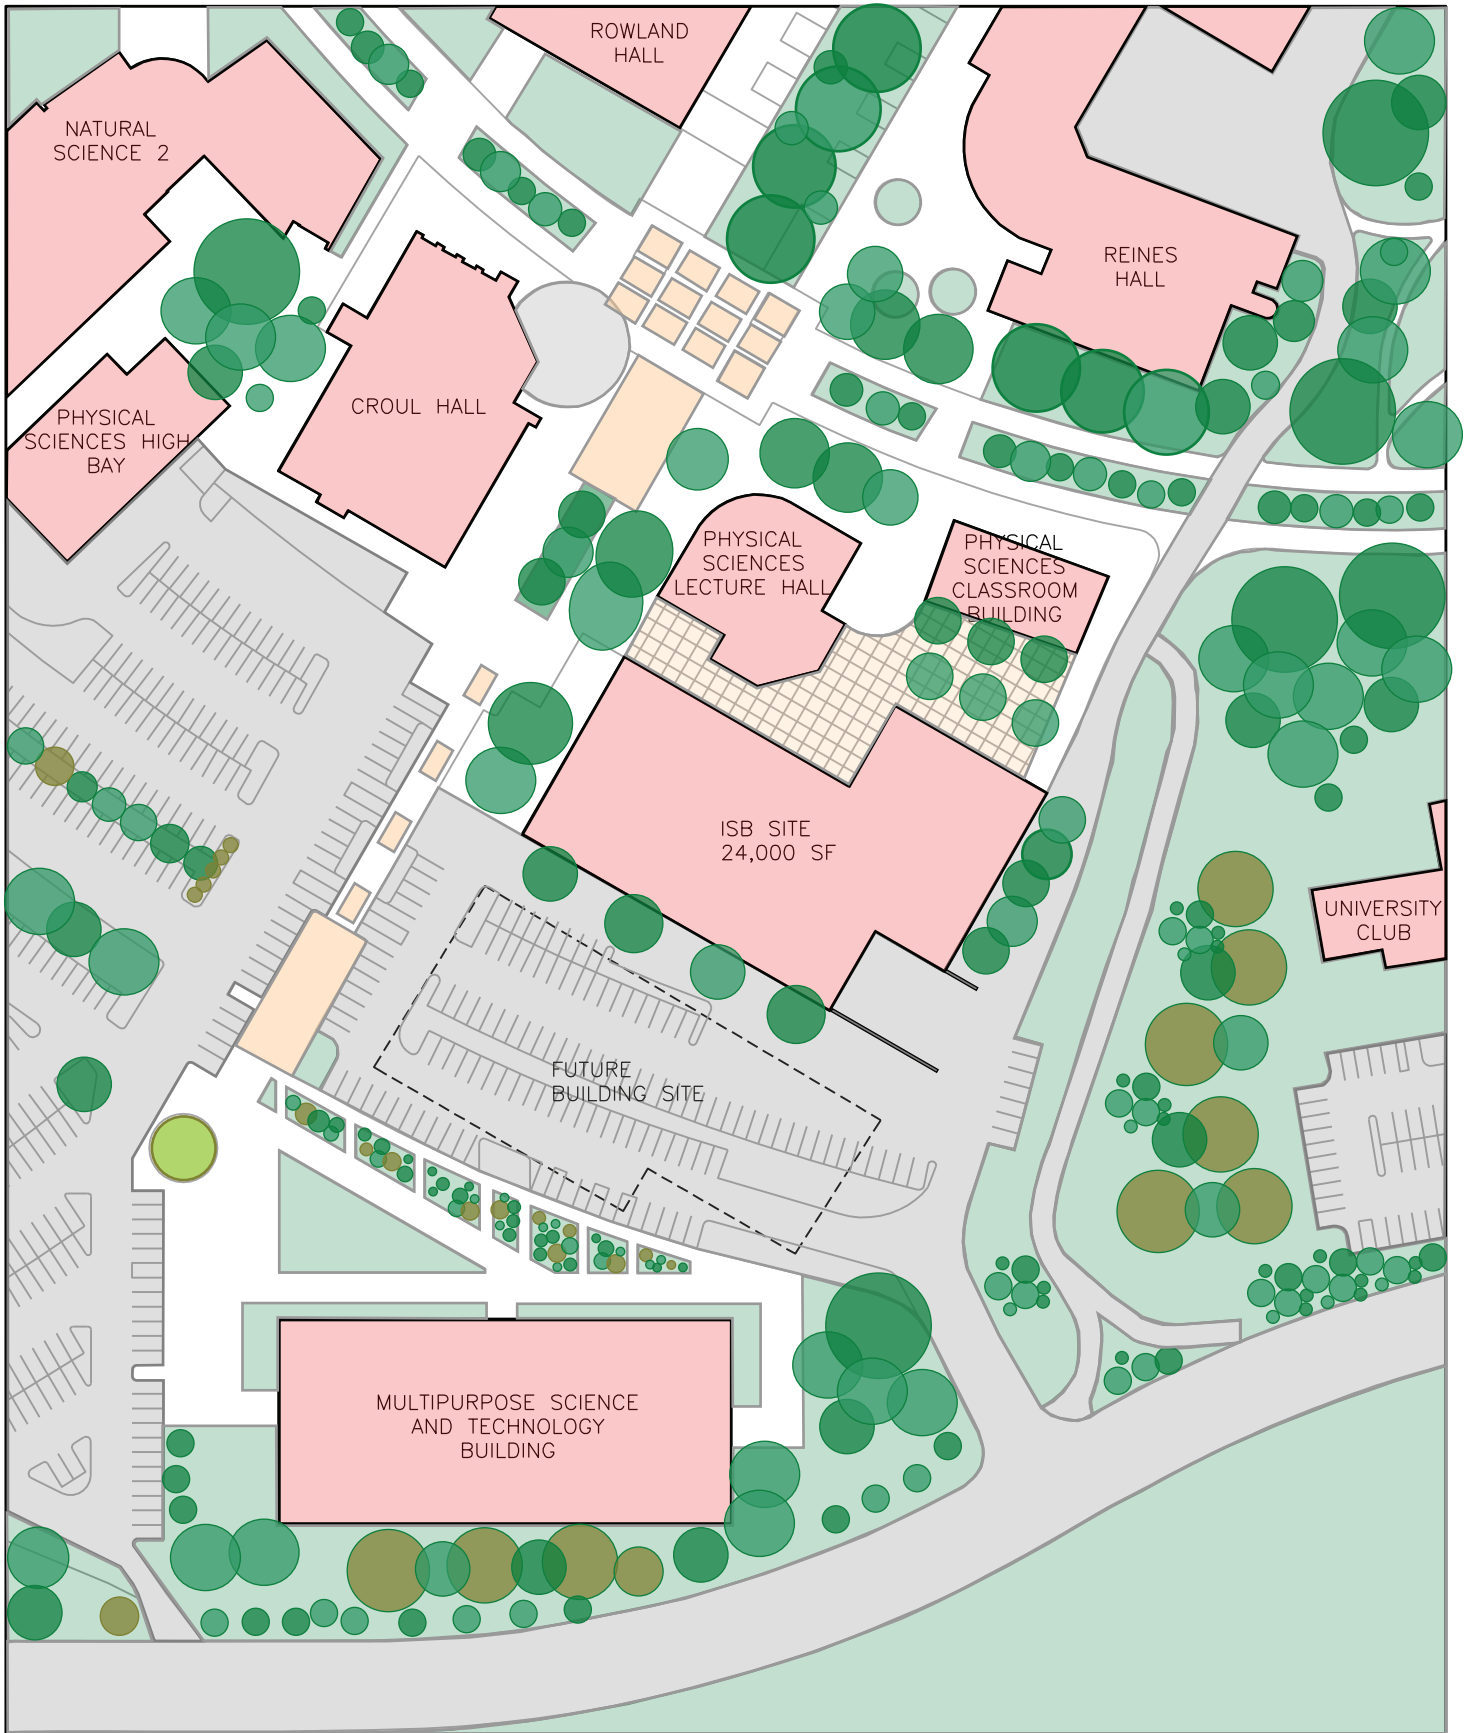 ROWLAND
HALL
NATURAL
SCIENCE 2
REINES
HALL
CROUL HALL
PHYSICAL
SCIENCES HIGH
BAY
PHYSICAL
SCIENCES
LECTURE HALL
PHYSICAL
SCIENCES
CLASSROOM
BUILDING
ISB SITE
24,000 SF
UNIVERSITY
CLUB
FUTURE
BUILDING SITE
MULTIPURPOSE SCIENCE
AND TECHNOLOGY
BUILDING